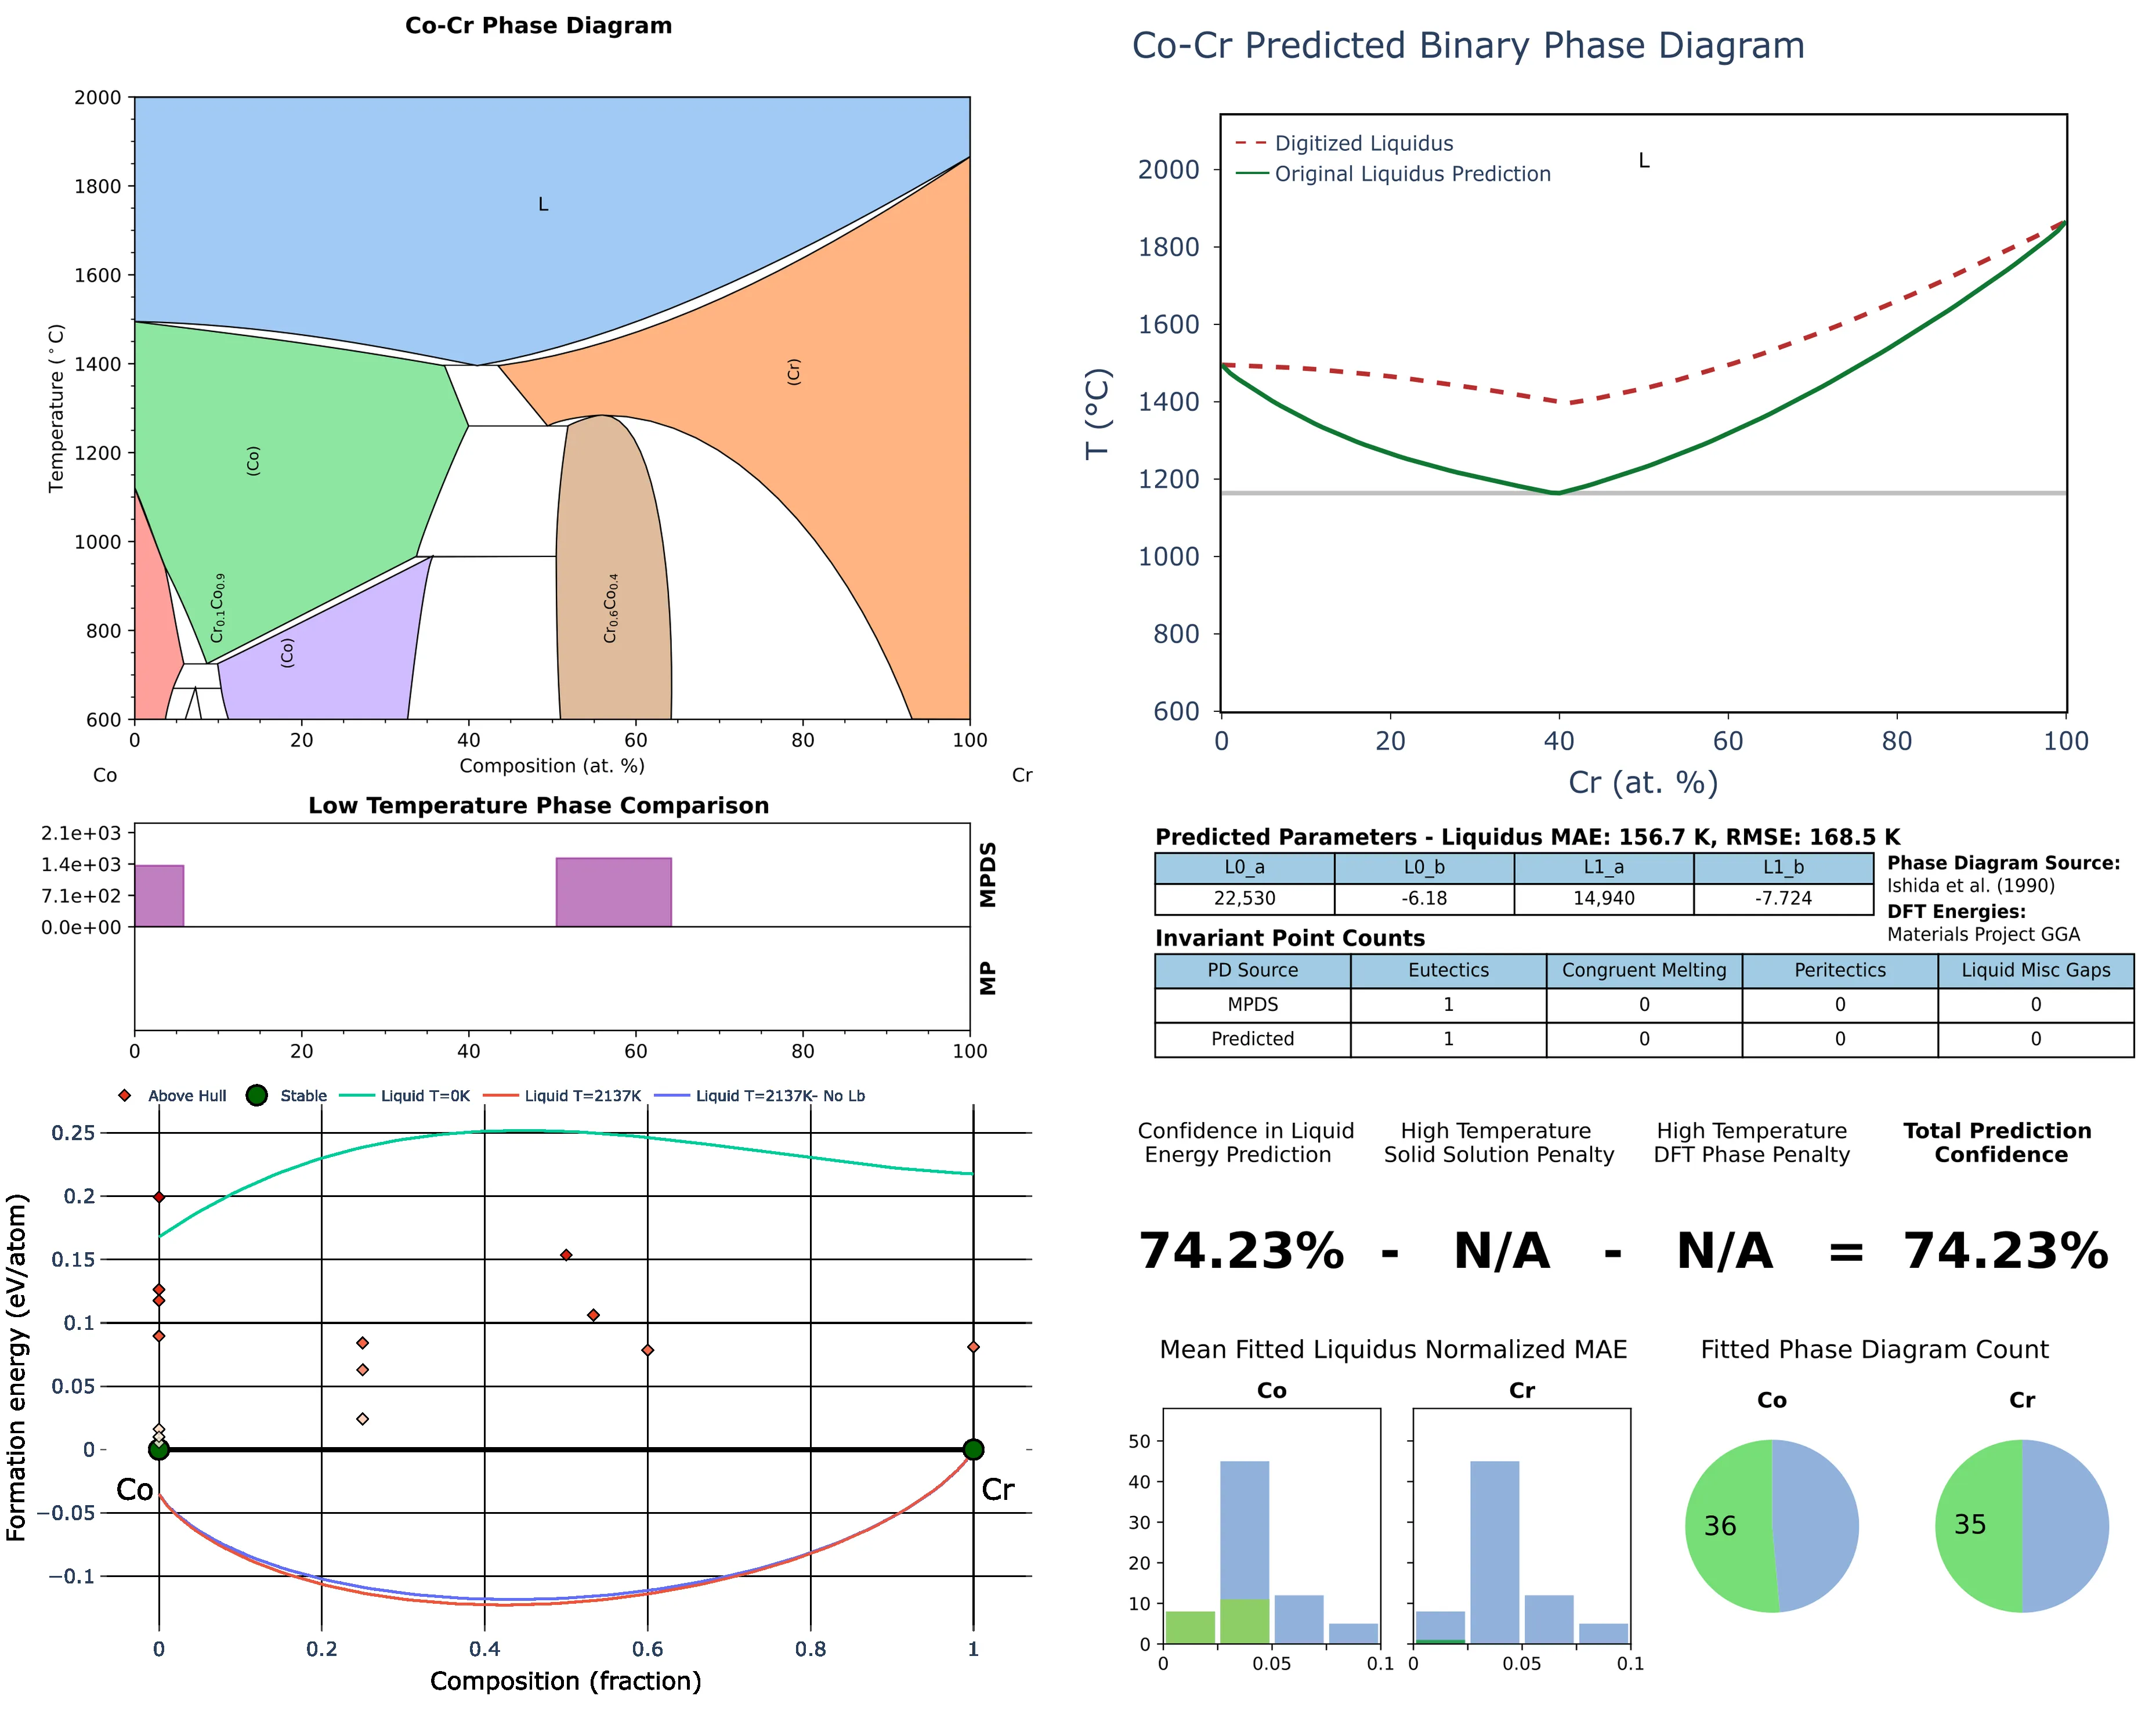 Co-Cr Phase Diagram
2000
1800
1600
1400
1200
1000
800
600
Temperature (°C)
L
(Co)
(Cr)
Cr0.1Co0.9
(Co)
Cr0.6Co0.4
0 20 40 60 80 100
Composition (at. %)
Co Cr
Low Temperature Phase Comparison
2.1e+03
1.4e+03
7.1e+02
0.0e+00
MPDS
MP
0 20 40 60 80 100
Above Hull Stable Liquid T=0K Liquid T=2137K Liquid T=2137K- No Lb
0.25
0.2
0.15
0.1
0.05
0
−0.05
−0.1
Formation energy (eV/atom)
Co Cr
0 0.2 0.4 0.6 0.8 1
Composition (fraction)
Co-Cr Predicted Binary Phase Diagram
Digitized Liquidus
Original Liquidus Prediction
L
2000
1800
1600
1400
1200
1000
800
600
T (°C)
0 20 40 60 80 100
Cr (at. %)
Predicted Parameters - Liquidus MAE: 156.7 K, RMSE: 168.5 K
L0_a L0_b L1_a L1_b
22,530 -6.18 14,940 -7.724
Phase Diagram Source:
Ishida et al. (1990)
DFT Energies:
Materials Project GGA
Invariant Point Counts
PD Source Eutectics Congruent Melting Peritectics Liquid Misc Gaps
MPDS 1 0 0 0
Predicted 1 0 0 0
Confidence in Liquid
Energy Prediction
High Temperature
Solid Solution Penalty
High Temperature
DFT Phase Penalty
Total Prediction
Confidence
74.23% - N/A - N/A = 74.23%
Mean Fitted Liquidus Normalized MAE
Co Cr
50
40
30
20
10
0
0 0.05 0.1 0 0.05 0.1
Fitted Phase Diagram Count
Co Cr
36 35